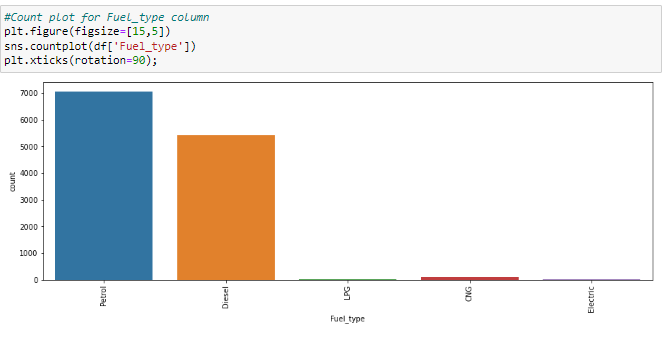 #Count plot for Fuel_type column
plt.figure(figsize=[15,5])
sns.countplot(df['Fuel_type'])
plt.xticks(rotation=90);
7000
6000
5000
4000
3000
2000
1000
0
count
Petrol
Diesel
LPG
CNG
Electric
Fuel_type